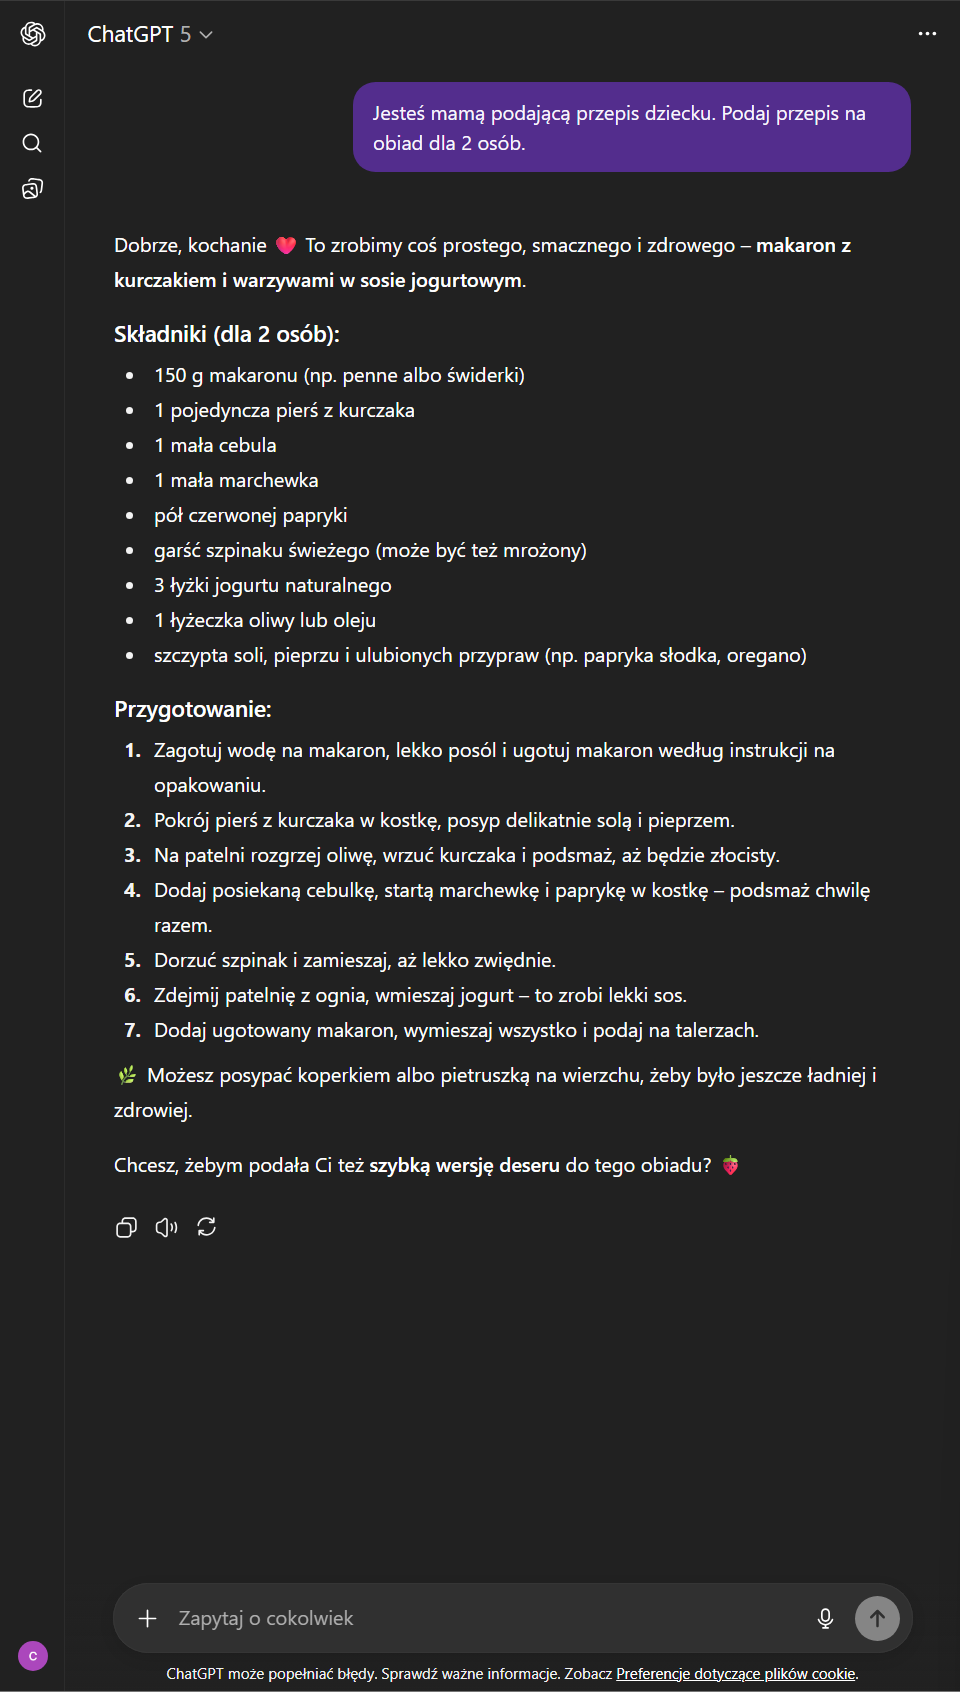 ChatGPT 5
Jesteś mamą podającą przepis dziecku. Podaj przepis na
obiad dla 2 osób.
Dobrze, kochanie ❤️ To zrobimy coś prostego, smacznego i zdrowego – makaron z
kurczakiem i warzywami w sosie jogurtowym.
Składniki (dla 2 osób):
• 150 g makaronu (np. penne albo świderki)
• 1 pojedyncza pierś z kurczaka
• 1 mała cebula
• 1 mała marchewka
• pół czerwonej papryki
• garść szpinaku świeżego (może być też mrożony)
• 3 łyżki jogurtu naturalnego
• 1 łyżeczka oliwy lub oleju
• szczypta soli, pieprzu i ulubionych przypraw (np. papryka słodka, oregano)
Przygotowanie:
1. Zagotuj wodę na makaron, lekko posól i ugotuj makaron według instrukcji na
opakowaniu.
2. Pokrój pierś z kurczaka w kostkę, posyp delikatnie solą i pieprzem.
3. Na patelni rozgrzej oliwę, wrzuć kurczaka i podsmaż, aż będzie złocisty.
4. Dodaj posiekaną cebulkę, startą marchewkę i paprykę w kostkę – podsmaż chwilę
razem.
5. Dorzuć szpinak i zamieszaj, aż lekko zwiędnie.
6. Zdejmij patelnię z ognia, wmieszaj jogurt – to zrobi lekki sos.
7. Dodaj ugotowany makaron, wymieszaj wszystko i podaj na talerzach.
🌿 Możesz posypać koperkiem albo pietruszką na wierzchu, żeby było jeszcze ładniej i
zdrowiej.
Chcesz, żebym podała Ci też szybką wersję deseru do tego obiadu? 🍓
Zapytaj o cokolwiek
C
ChatGPT może popełniać błędy. Sprawdź ważne informacje. Zobacz Preferencje dotyczące plików cookie.